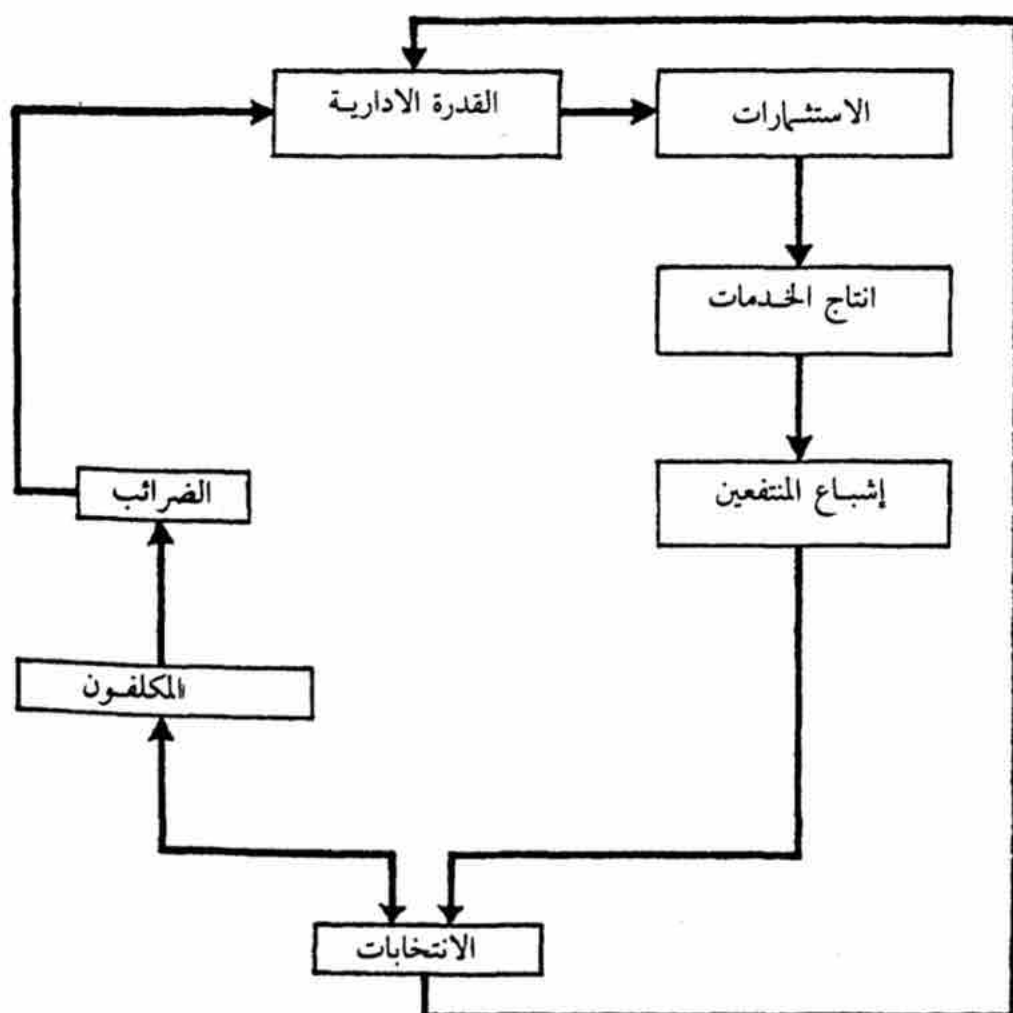 القدرة الادارية
الاستثمارات
انتاج الخدمات
إشباع المنتفعين
الضرائب
المكلفون
الانتخابات